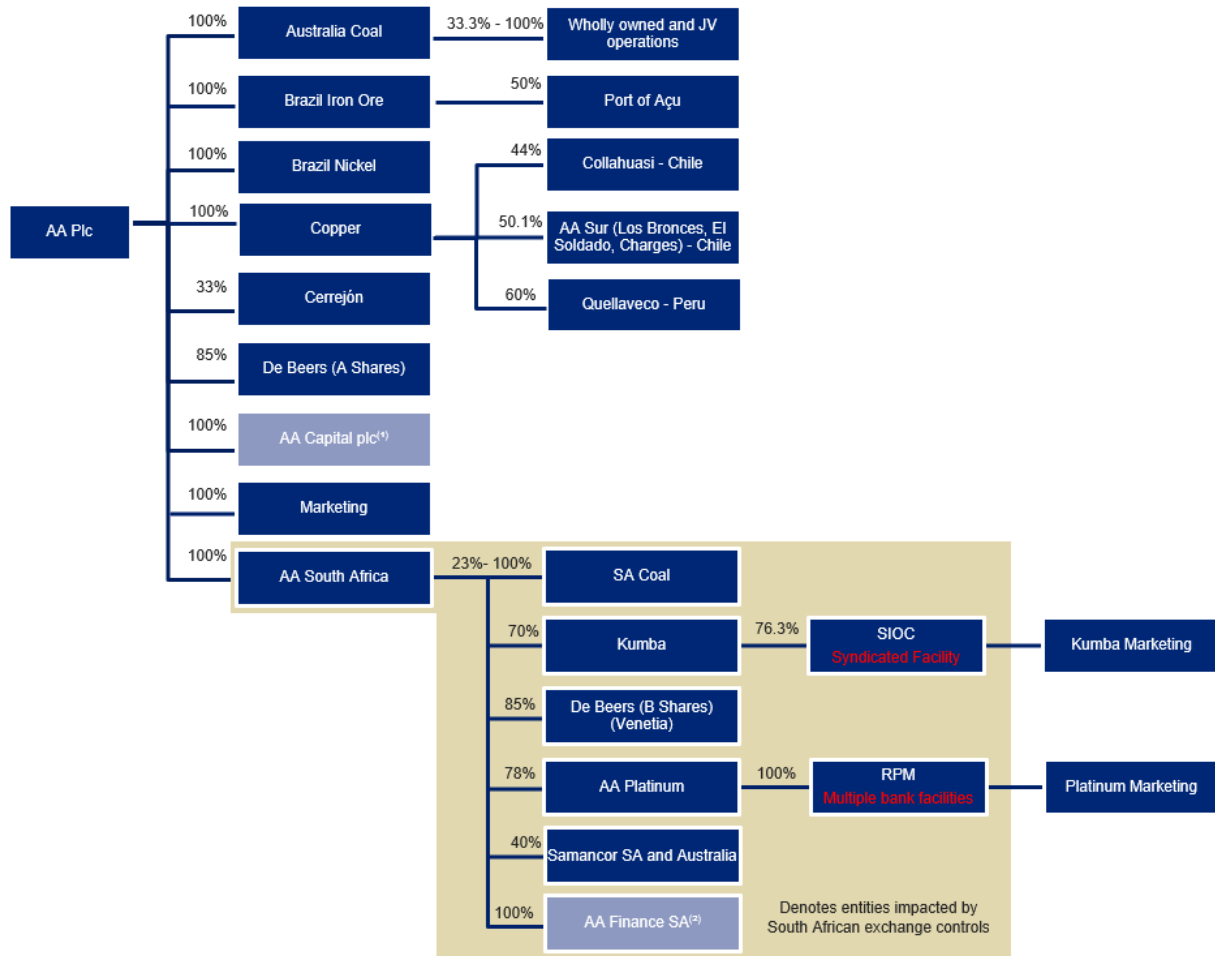 100%
Australia Coal
33.3% - 100%
Wholly owned and JV
operations
100%
Brazil Iron Ore
50%
Port of Açu
100%
Brazil Nickel
44%
Collahuasi - Chile
AA Plc
100%
Copper
50.1%
AA Sur (Los Bronces, El
Soldado, Charges) - Chile
33%
Cerrejón
60%
Quellaveco - Peru
85%
De Beers (A Shares)
100%
AA Capital plc⁽¹⁾
100%
Marketing
100%
AA South Africa
23%- 100%
SA Coal
70%
Kumba
76.3%
SIOC
Syndicated Facility
Kumba Marketing
85%
De Beers (B Shares)
(Venetia)
78%
AA Platinum
100%
RPM
Multiple bank facilities
Platinum Marketing
40%
Samancor SA and Australia
100%
AA Finance SA⁽²⁾
Denotes entities impacted by
South African exchange controls